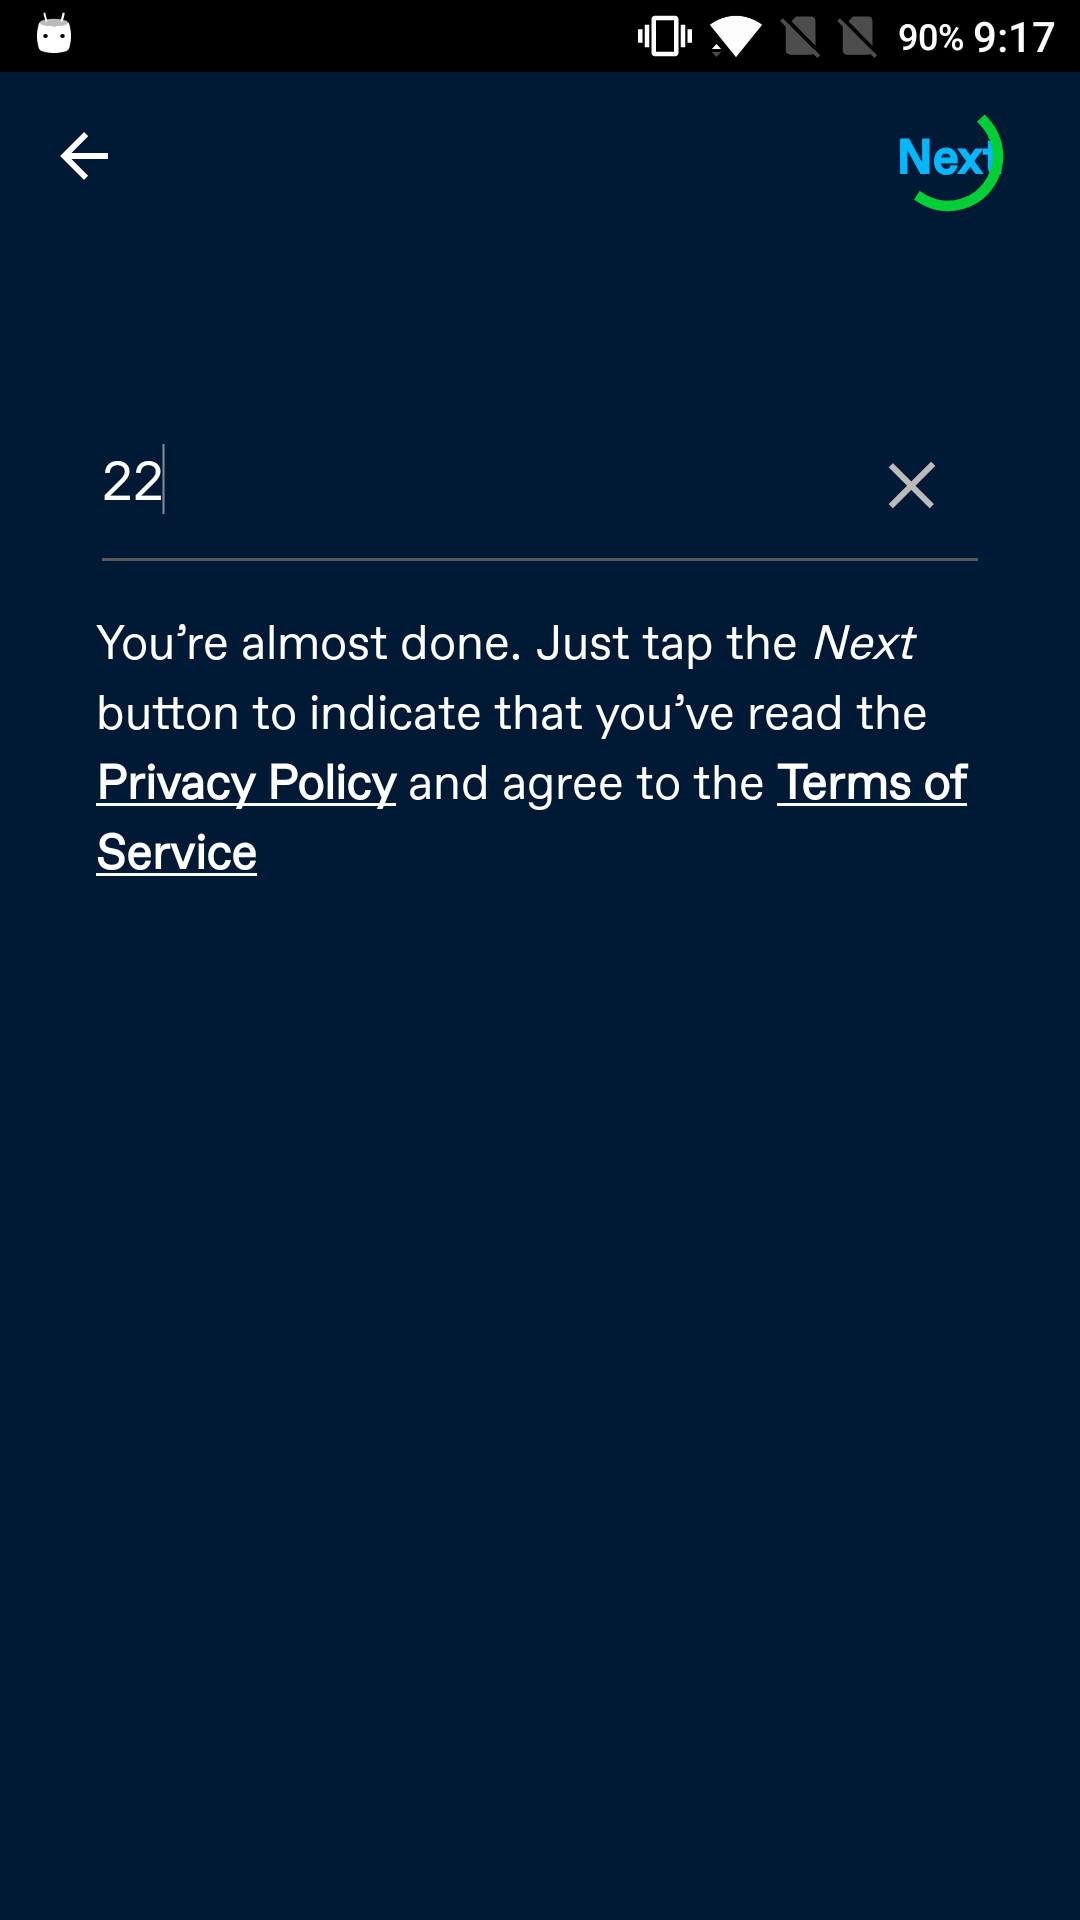 90% 9:17
Next
22
You’re almost done. Just tap the Next
button to indicate that you’ve read the
Privacy Policy and agree to the Terms of
Service